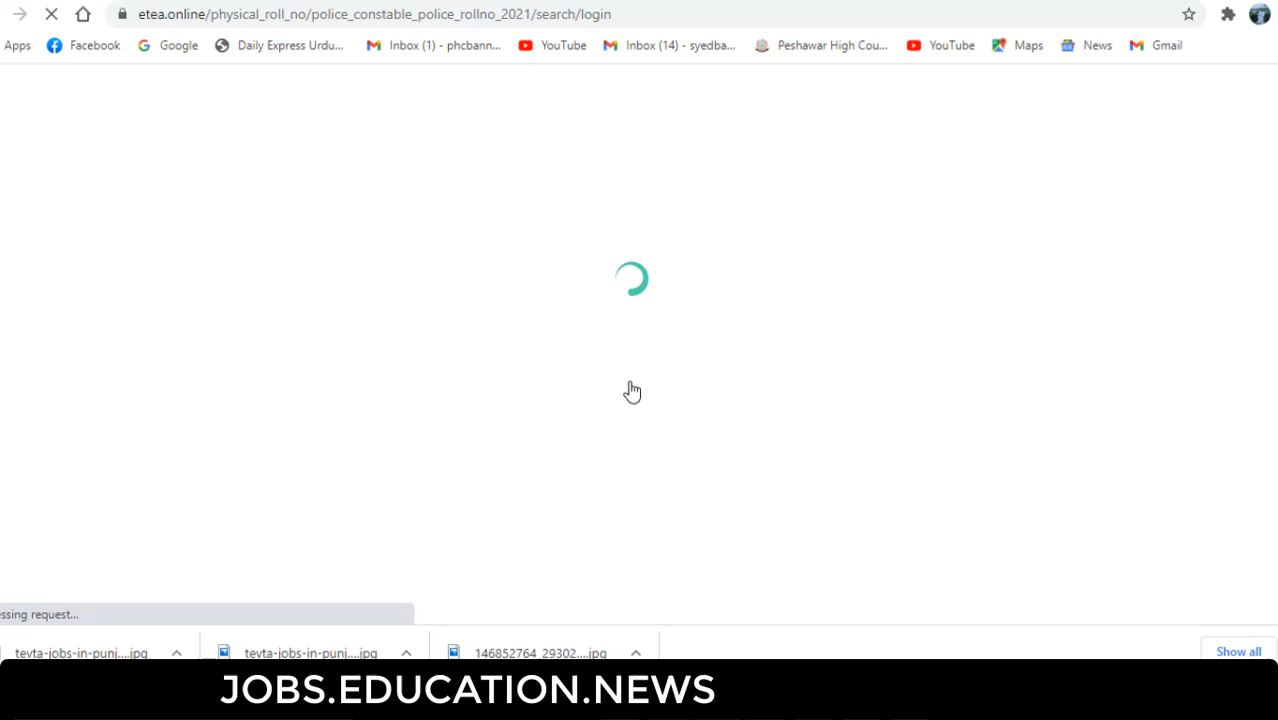 etea.online/physical_roll_no/police_constable_police_rollno_2021/search/login
Apps Facebook Google Daily Express Urdu... Inbox (1) - phcbann... YouTube Inbox (14) - syedba... Peshawar High Cou... YouTube Maps News Gmail
essing request...
tevta-jobs-in-punj....jpg tevta-jobs-in-punj....jpg 146852764_29302....jpg Show all
JOBS.EDUCATION.NEWS